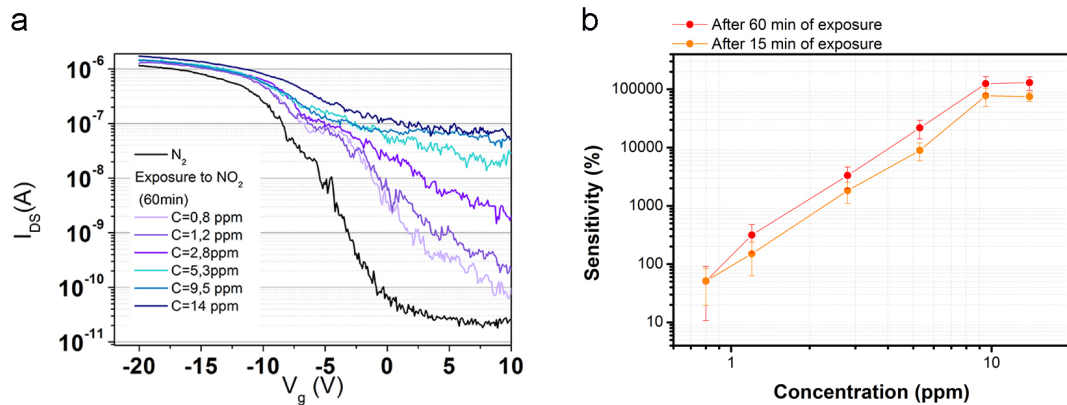 a
I_DS(A)
10^-6
10^-7
10^-8
10^-9
10^-10
10^-11
N_2
Exposure to NO_2
(60min)
C=0,8 ppm
C=1,2 ppm
C=2,8ppm
C=5,3ppm
C=9,5 ppm
C=14 ppm
-20 -15 -10 -5 0 5 10
V_g (V)
b
After 60 min of exposure
After 15 min of exposure
Sensitivity (%)
100000
10000
1000
100
10
1 10
Concentration (ppm)